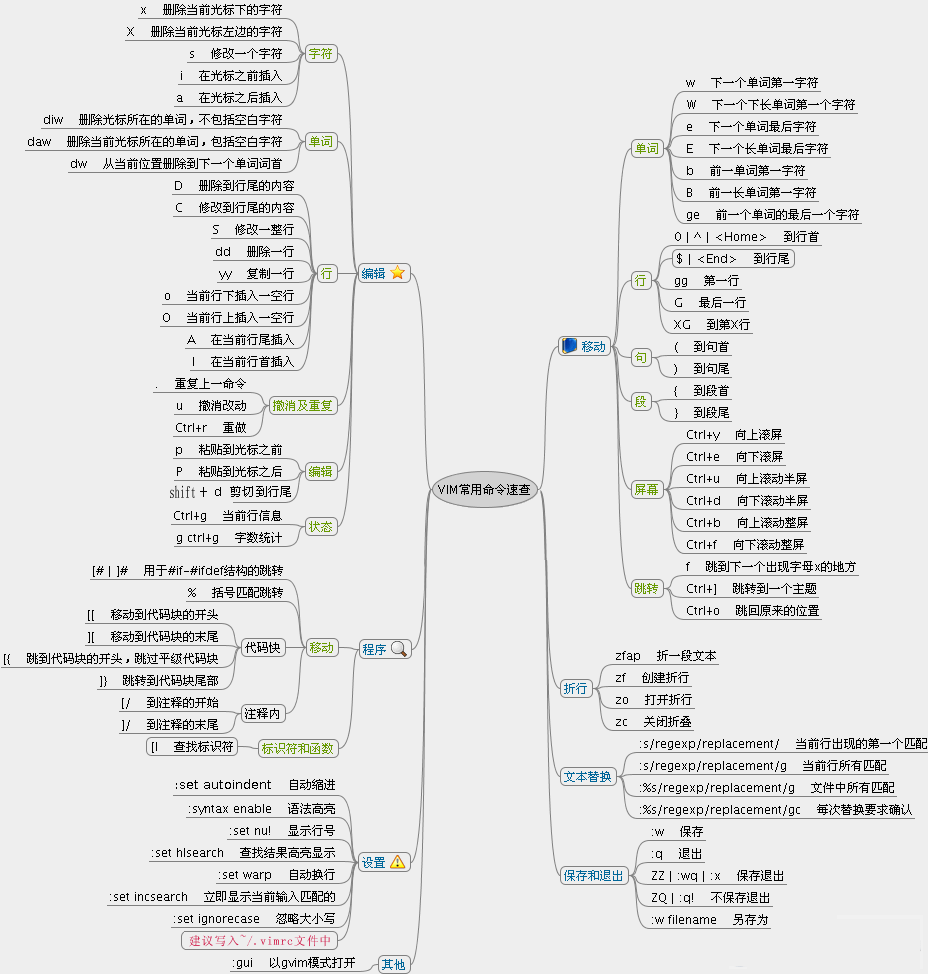 VIM常用命令速查
编辑
字符
x 删除当前光标下的字符
X 删除当前光标左边的字符
s 修改一个字符
i 在光标之前插入
a 在光标之后插入
单词
diw 删除光标所在的单词，不包括空白字符
daw 删除当前光标所在的单词，包括空白字符
dw 从当前位置删除到下一个单词词首
行
D 删除到行尾的内容
C 修改到行尾的内容
S 修改一整行
dd 删除一行
yy 复制一行
o 当前行下插入一空行
O 当前行上插入一空行
A 在当前行尾插入
I 在当前行首插入
撤消及重复
. 重复上一命令
u 撤消改动
Ctrl+r 重做
编辑
p 粘贴到光标之前
P 粘贴到光标之后
shift + d 剪切到行尾
状态
Ctrl+g 当前行信息
g ctrl+g 字数统计
程序
移动
[# | ]# 用于#if-#ifdef结构的跳转
% 括号匹配跳转
代码快
[[ 移动到代码块的开头
][ 移动到代码块的末尾
[{ 跳到代码块的开头，跳过平级代码块
]} 跳转到代码块尾部
注释内
[/ 到注释的开始
]/ 到注释的末尾
标识符和函数
[I 查找标识符
设置
:set autoindent 自动缩进
:syntax enable 语法高亮
:set nu! 显示行号
:set hlsearch 查找结果高亮显示
:set warp 自动换行
:set incsearch 立即显示当前输入匹配的
:set ignorecase 忽略大小写
建议写入~/.vimrc文件中
其他
:gui 以gvim模式打开
移动
单词
w 下一个单词第一字符
W 下一个下长单词第一个字符
e 下一个单词最后字符
E 下一个长单词最后字符
b 前一单词第一字符
B 前一长单词第一字符
ge 前一个单词的最后一个字符
行
0 | ^ | <Home> 到行首
$ | <End> 到行尾
gg 第一行
G 最后一行
XG 到第X行
句
( 到句首
) 到句尾
段
{ 到段首
} 到段尾
屏幕
Ctrl+y 向上滚屏
Ctrl+e 向下滚屏
Ctrl+u 向上滚动半屏
Ctrl+d 向下滚动半屏
Ctrl+b 向上滚动整屏
Ctrl+f 向下滚动整屏
跳转
f 跳到下一个出现字母x的地方
Ctrl+] 跳转到一个主题
Ctrl+o 跳回原来的位置
折行
zfap 折一段文本
zf 创建折行
zo 打开折行
zc 关闭折叠
文本替换
:s/regexp/replacement/ 当前行出现的第一个匹配
:s/regexp/replacement/g 当前行所有匹配
:%s/regexp/replacement/g 文件中所有匹配
:%s/regexp/replacement/gc 每次替换要求确认
保存和退出
:w 保存
:q 退出
ZZ | :wq | :x 保存退出
ZQ | :q! 不保存退出
:w filename 另存为